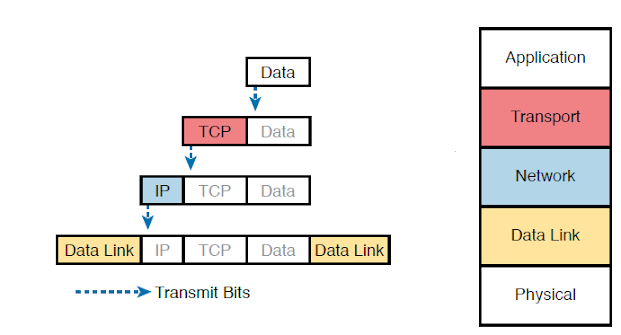 Data
TCP Data
IP TCP Data
Data Link IP TCP Data Data Link
Transmit Bits
Application
Transport
Network
Data Link
Physical